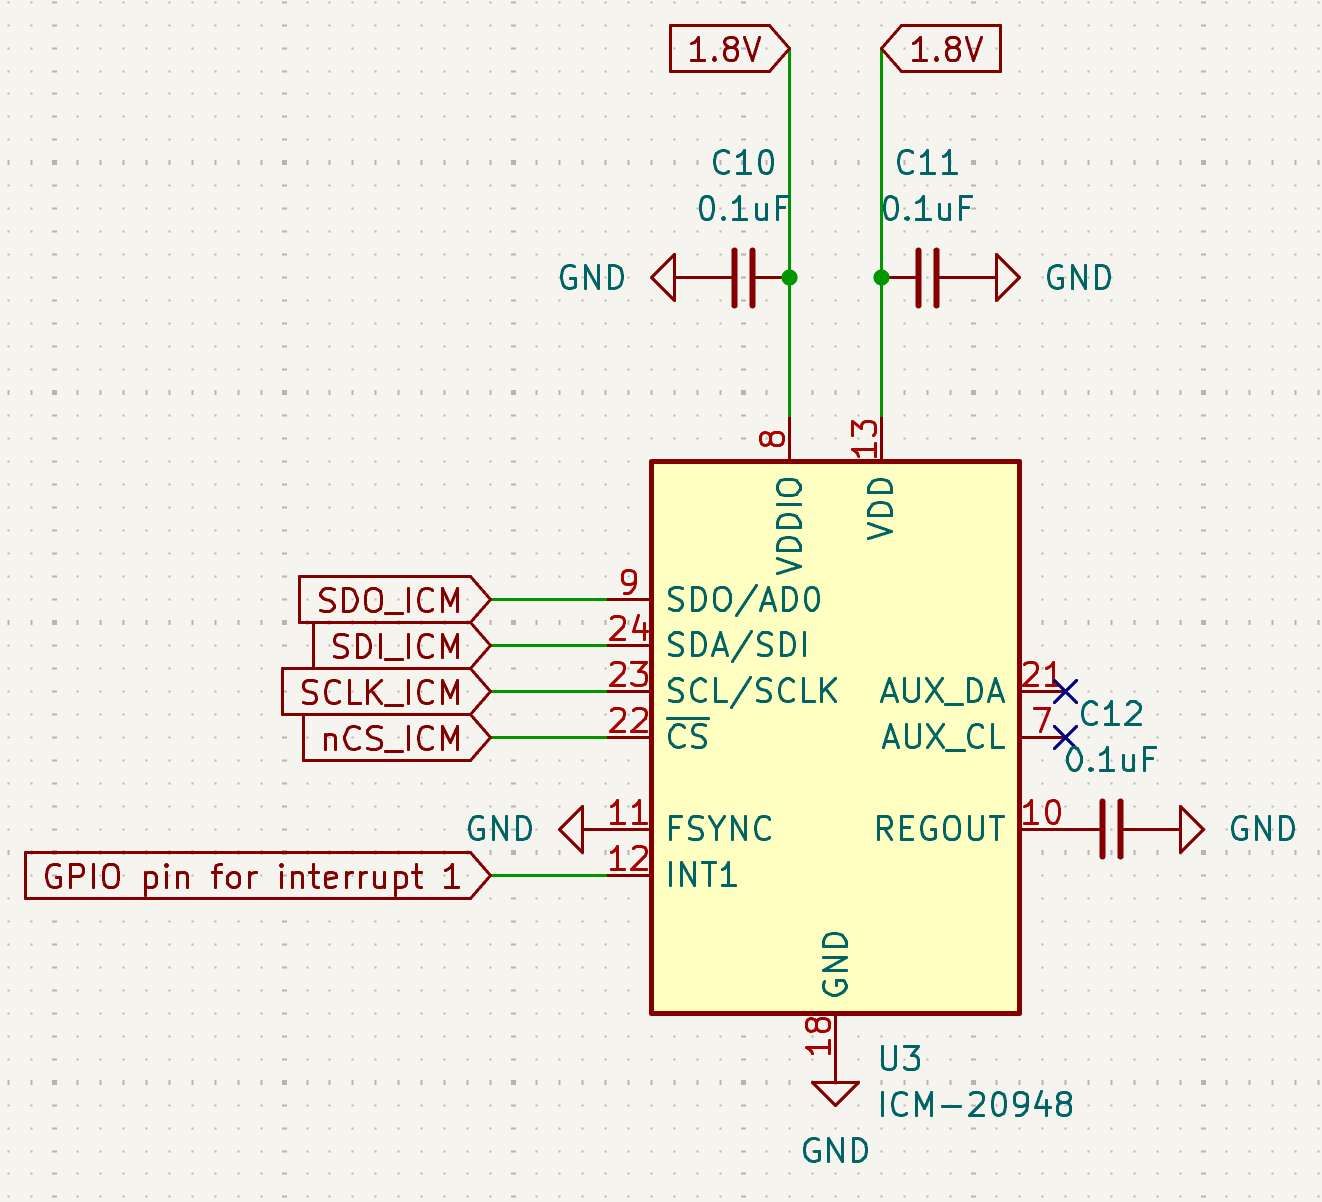 1.8V
1.8V
C10
0.1uF
C11
0.1uF
GND
GND
8
13
VDDIO
VDD
SDO_ICM
9
SDO/AD0
SDI_ICM
24
SDA/SDI
SCLK_ICM
23
SCL/SCLK
AUX_DA
21
nCS_ICM
22
CS
AUX_CL
7
C12
0.1uF
GND
11
FSYNC
REGOUT
10
GND
GPIO pin for interrupt 1
12
INT1
GND
18
U3
ICM-20948
GND